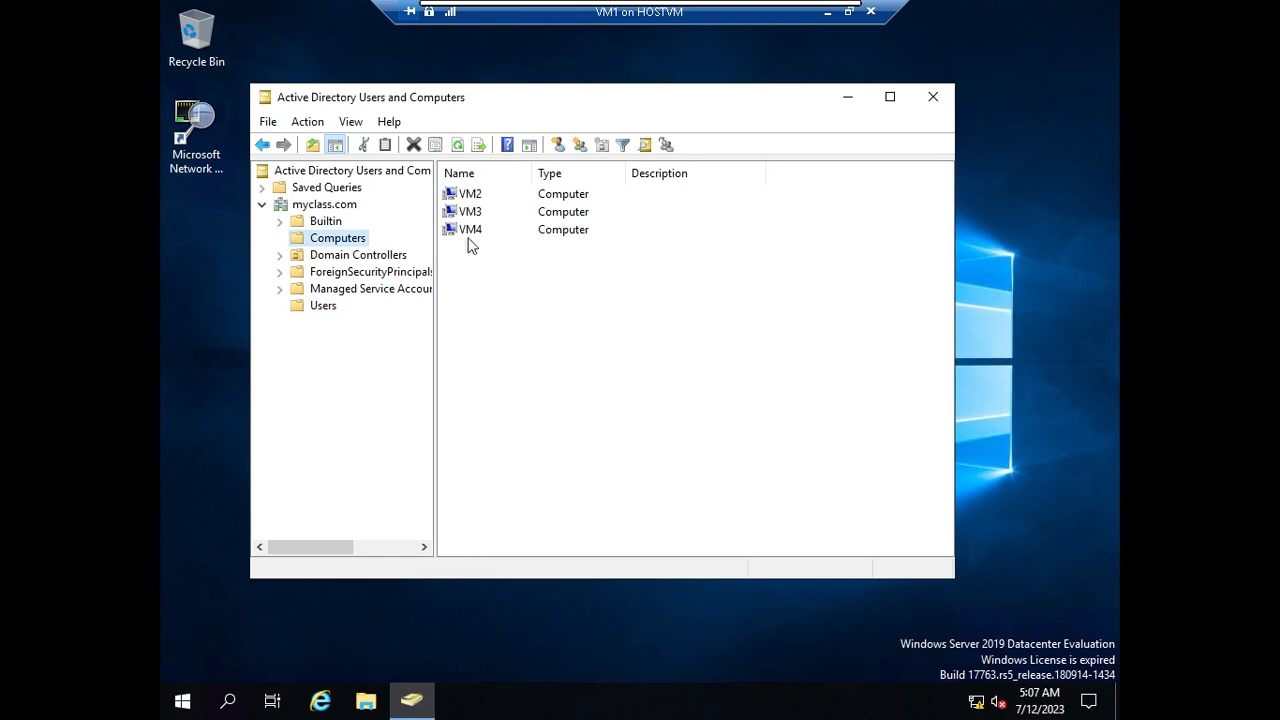 VM1 on HOSTVM
Recycle Bin
Microsoft
Network ...
Active Directory Users and Computers
File Action View Help
Active Directory Users and Com
Saved Queries
myclass.com
Builtin
Computers
Domain Controllers
ForeignSecurityPrincipals
Managed Service Accour
Users
Name Type Description
VM2 Computer
VM3 Computer
VM4 Computer
Windows Server 2019 Datacenter Evaluation
Windows License is expired
Build 17763.rs5_release.180914-1434
5:07 AM
7/12/2023